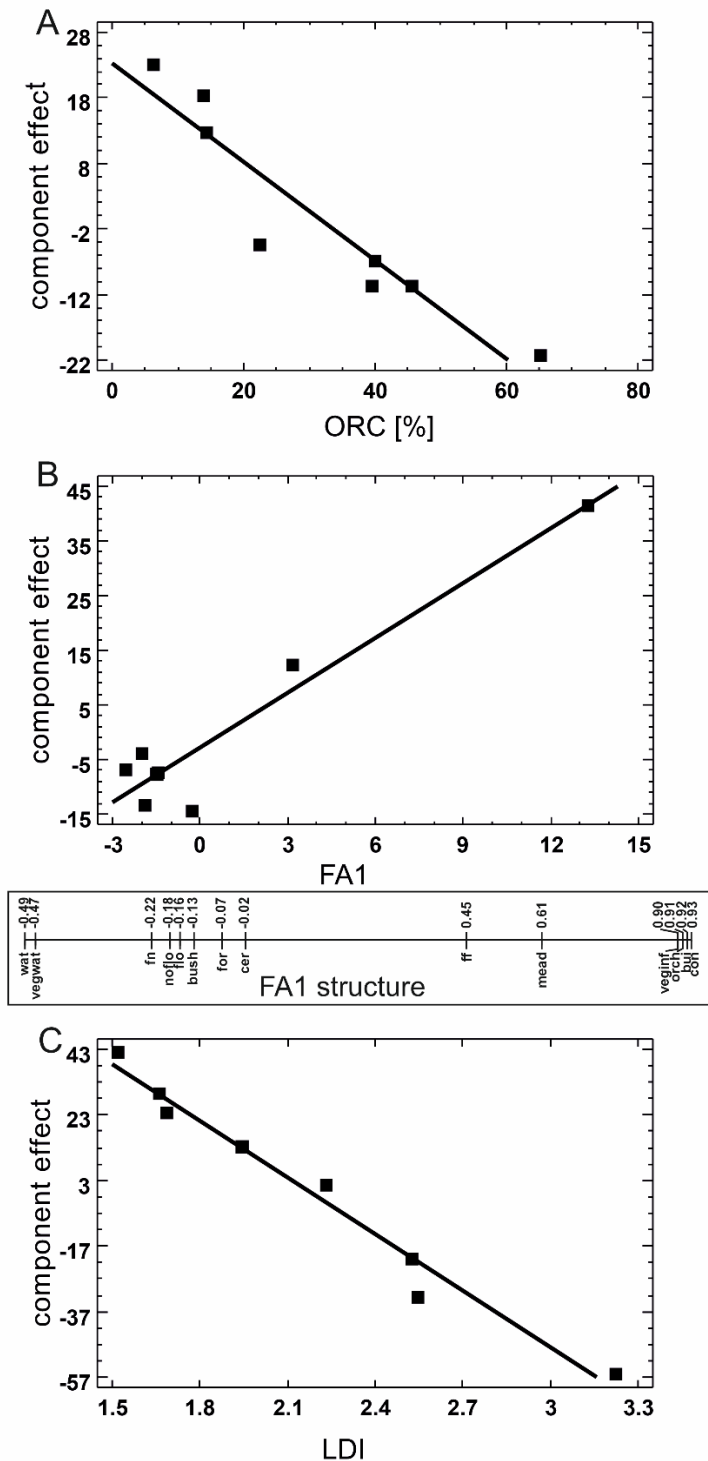 A
28
18
8
-2
-12
-22
component effect
0 20 40 60 80
ORC [%]
B
45
35
25
15
5
-5
-15
component effect
-3 0 3 6 9 12 15
FA1
-0.49 -0.47 -0.22 -0.18 -0.16 -0.13 -0.07 -0.02 0.45 0.61 0.90 0.91 0.92 0.93
wat vegwat fn noflo flo bush for cer ff mead veginf orch bui con
FA1 structure
C
43
23
3
-17
-37
-57
component effect
1.5 1.8 2.1 2.4 2.7 3 3.3
LDI